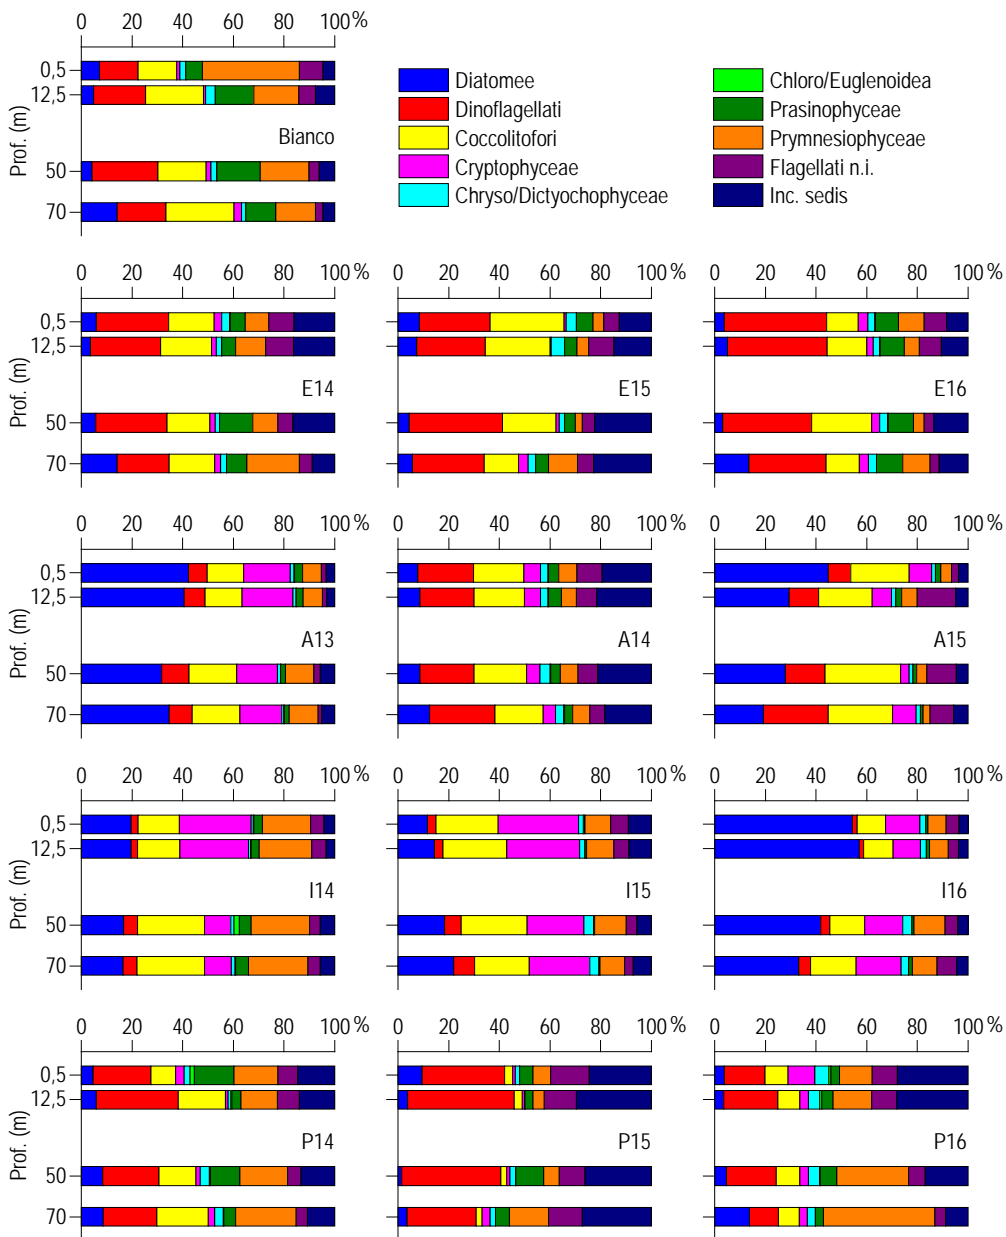 0 20 40 60 80 100%
Prof. (m)
0,5
12,5
Bianco
50
70
Diatomee
Dinoflagellati
Coccolitofori
Cryptophyceae
Chryso/Dictyochophyceae
Chloro/Euglenoidea
Prasinophyceae
Prymnesiophyceae
Flagellati n.i.
Inc. sedis
0 20 40 60 80 100% 0 20 40 60 80 100% 0 20 40 60 80 100%
Prof. (m)
0,5
12,5
E14 E15 E16
50
70
0 20 40 60 80 100% 0 20 40 60 80 100% 0 20 40 60 80 100%
Prof. (m)
0,5
12,5
A13 A14 A15
50
70
0 20 40 60 80 100% 0 20 40 60 80 100% 0 20 40 60 80 100%
Prof. (m)
0,5
12,5
I14 I15 I16
50
70
0 20 40 60 80 100% 0 20 40 60 80 100% 0 20 40 60 80 100%
Prof. (m)
0,5
12,5
P14 P15 P16
50
70